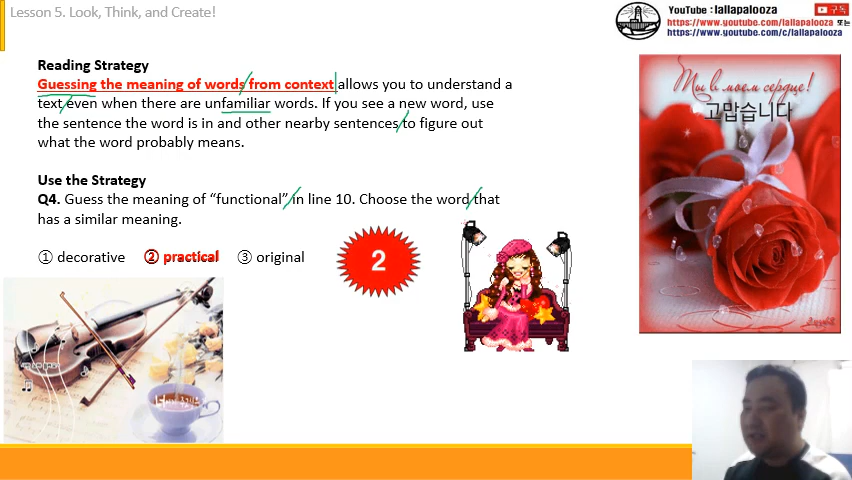 Lesson 5. Look, Think, and Create!
YouTube : lallapalooza 구독
https://www.youtube.com/lallapalooza 또는
https://www.youtube.com/c/lallapalooza
Reading Strategy
Guessing the meaning of words from context allows you to understand a
text even when there are unfamiliar words. If you see a new word, use
the sentence the word is in and other nearby sentences to figure out
what the word probably means.
Use the Strategy
Q4. Guess the meaning of “functional” in line 10. Choose the word that
has a similar meaning.
① decorative ② practical ③ original
2
Ты в моем сердце!
고맙습니다